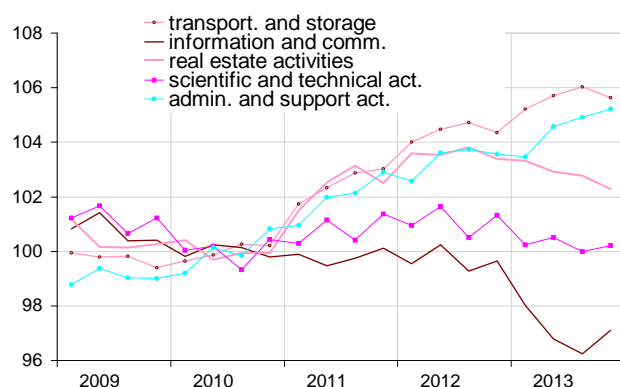 transport. and storage
information and comm.
real estate activities
scientific and technical act.
admin. and support act.
108
106
104
102
100
98
96
2009 2010 2011 2012 2013